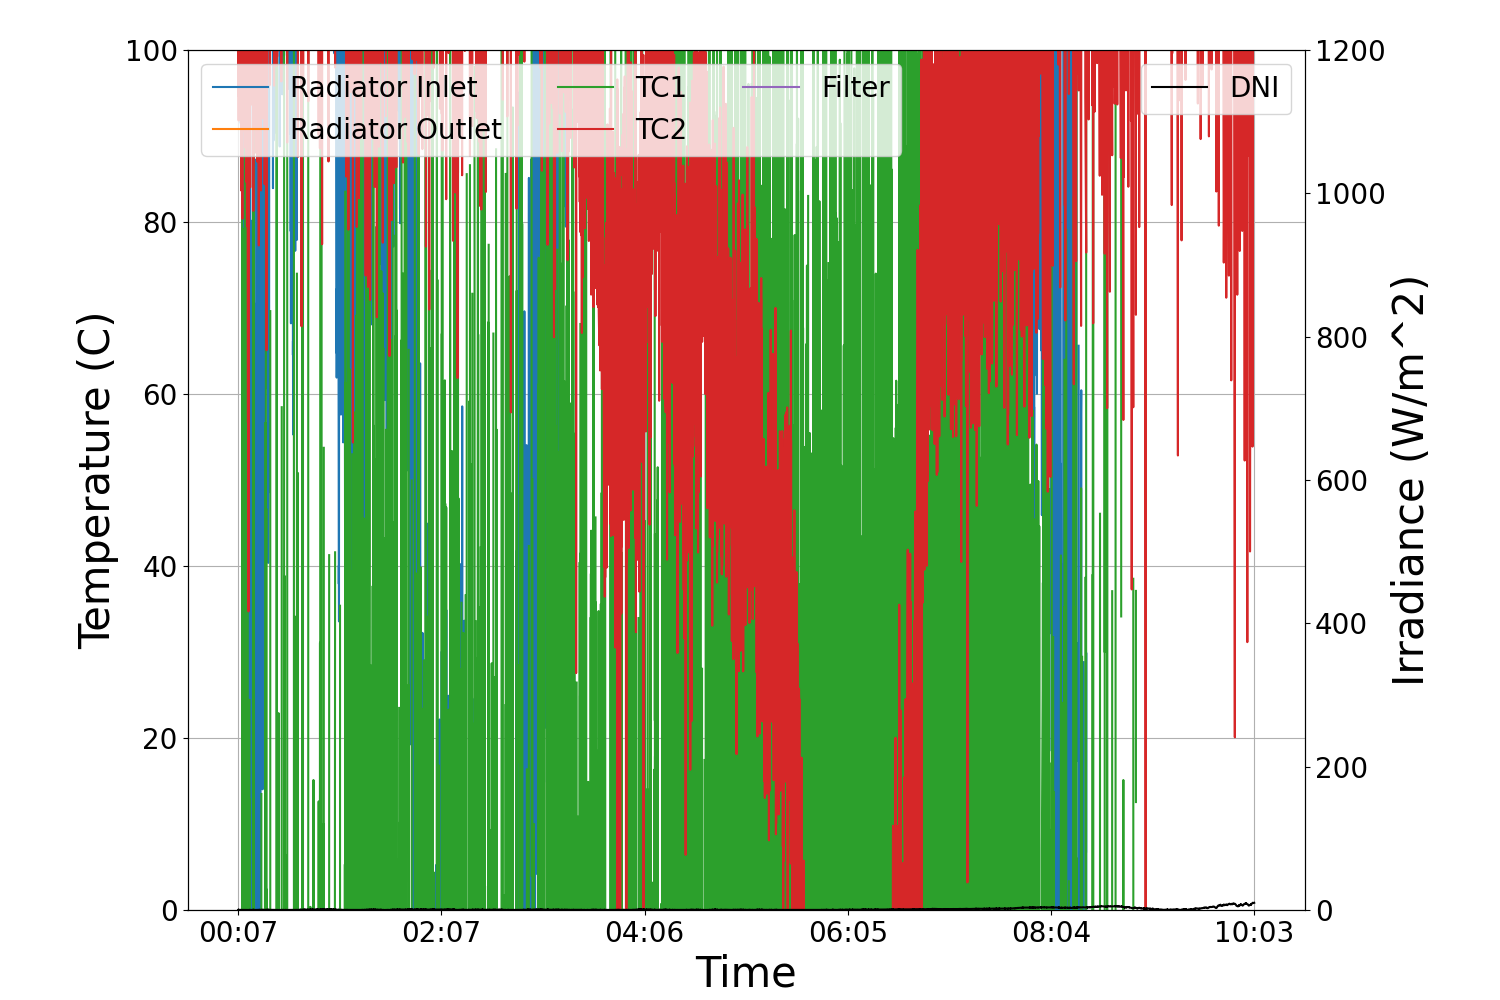 Radiator Inlet
Radiator Outlet
TC1
TC2
Filter
DNI
100
80
60
40
20
0
Temperature (C)
1200
1000
800
600
400
200
0
Irradiance (W/m^2)
00:07 02:07 04:06 06:05 08:04 10:03
Time